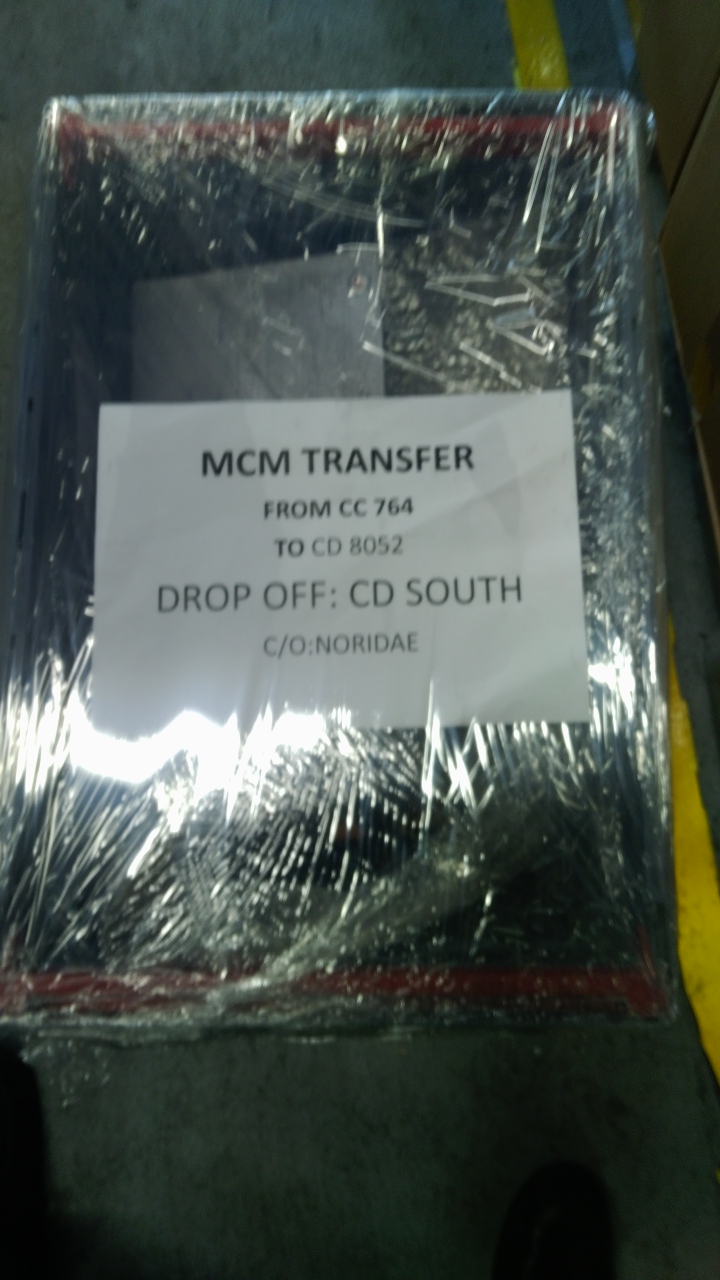 MCM TRANSFER
FROM CC 764
TO CD 8052
DROP OFF: CD SOUTH
C/O:NORIDAE